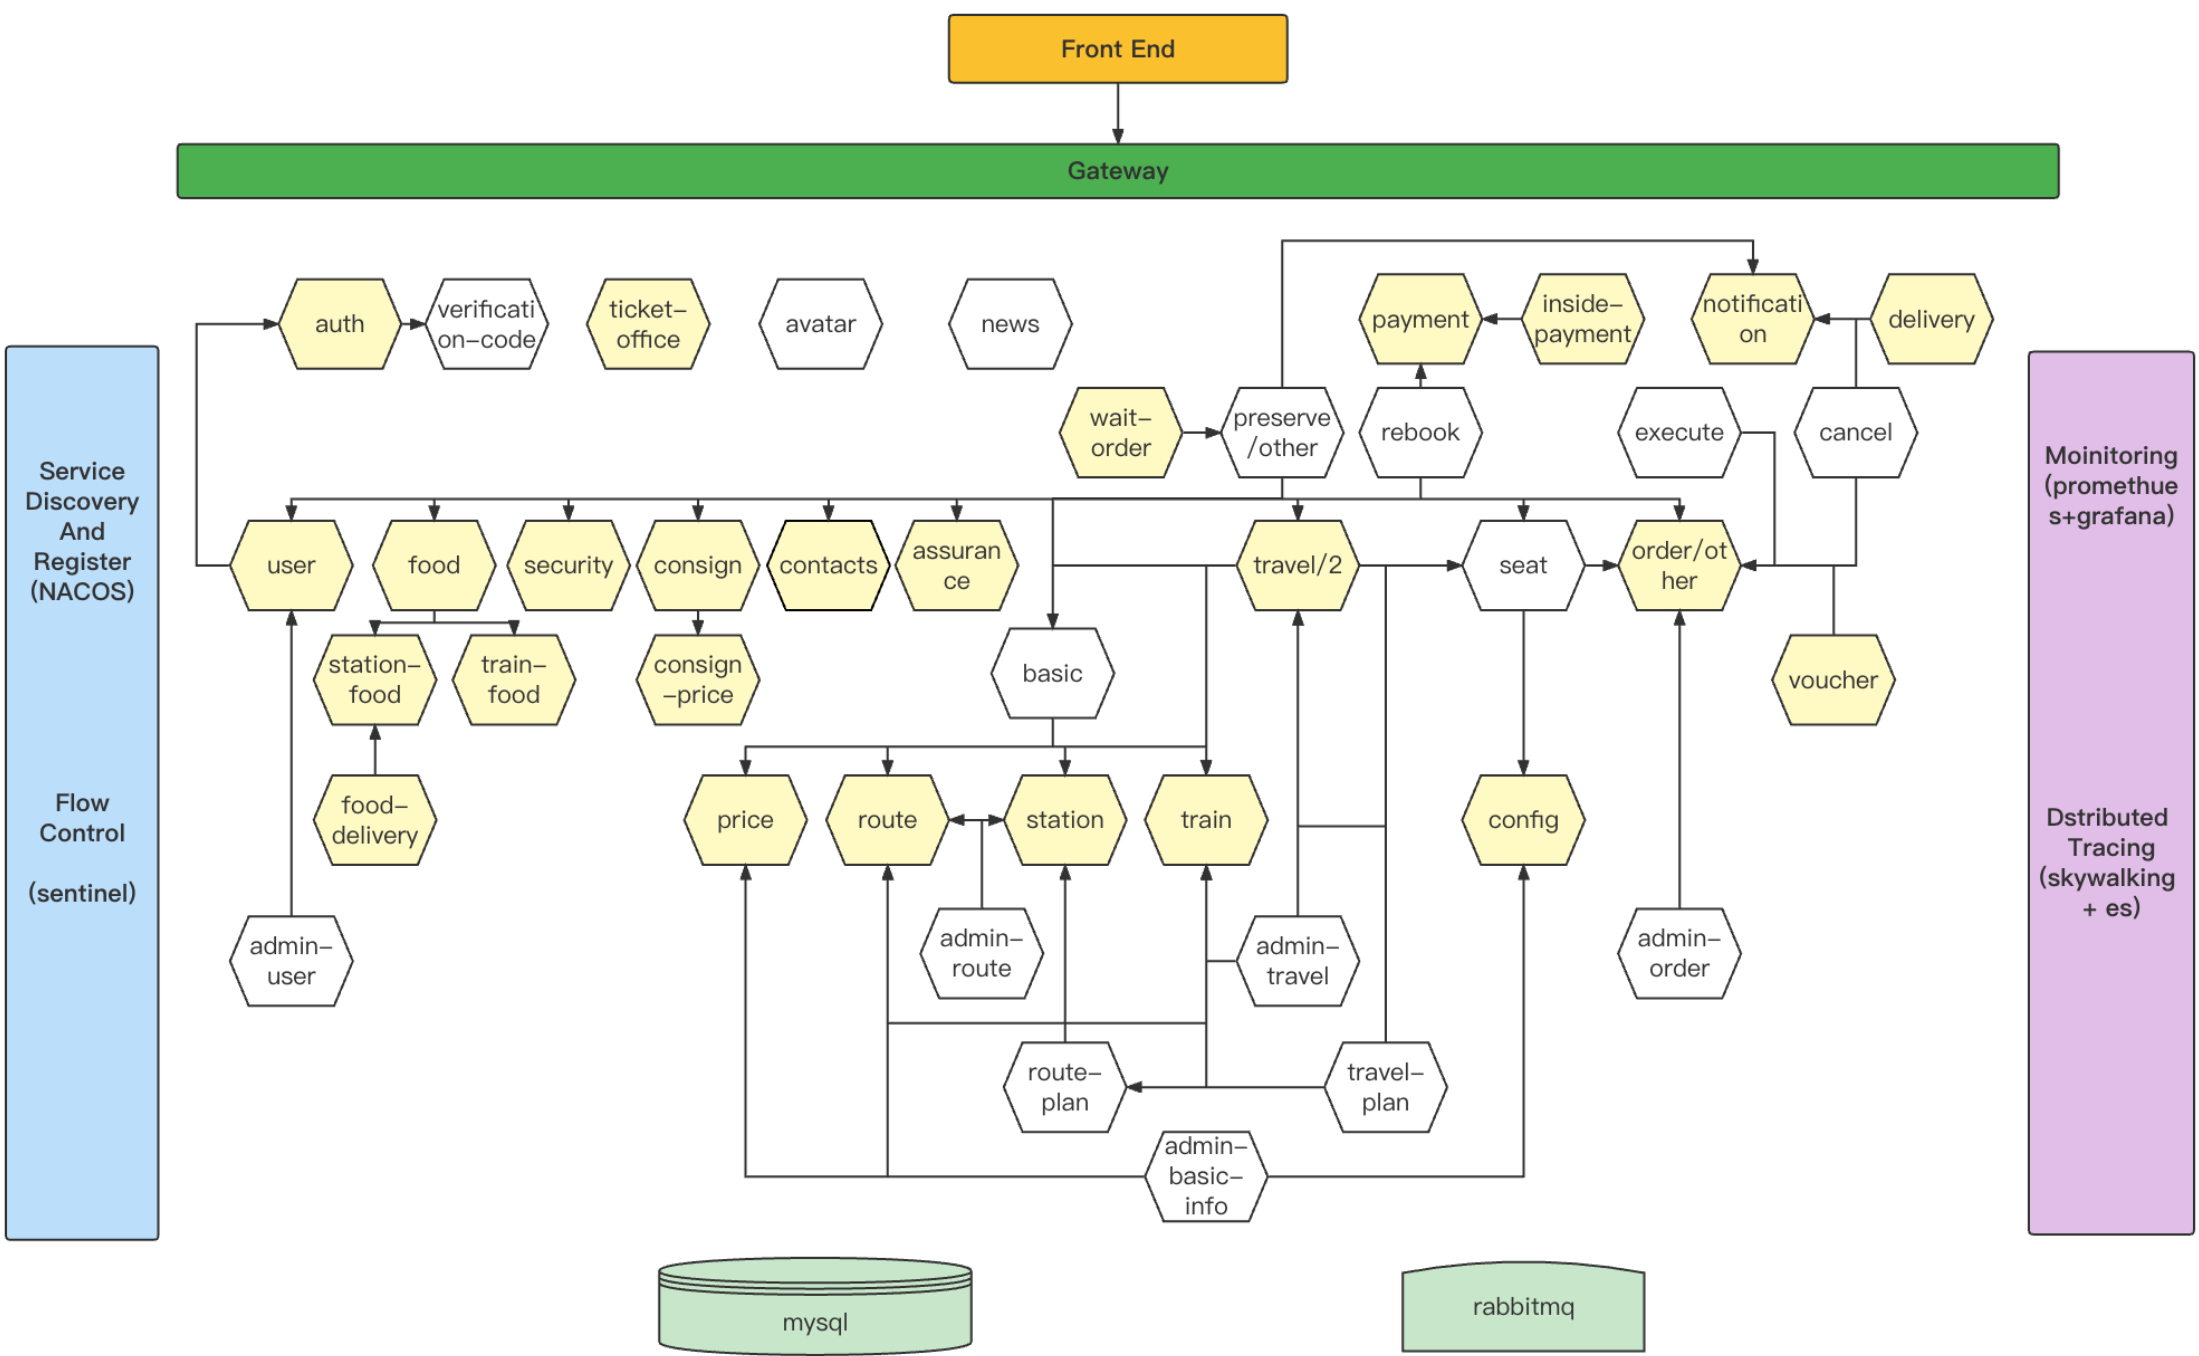 Front End
Gateway
auth
verificati
on-code
ticket-
office
avatar
news
payment
inside-
payment
notificati
on
delivery
wait-
order
preserve
/other
rebook
execute
cancel
Service
Discovery
And
Register
(NACOS)
Flow
Control
(sentinel)
Moinitoring
(promethue
s+grafana)
Dstributed
Tracing
(skywalking
+ es)
user
food
security
consign
contacts
assuran
ce
travel/2
seat
order/ot
her
station-
food
train-
food
consign
-price
basic
voucher
food-
delivery
price
route
station
train
config
admin-
user
admin-
route
admin-
travel
admin-
order
route-
plan
travel-
plan
admin-
basic-
info
mysql
rabbitmq